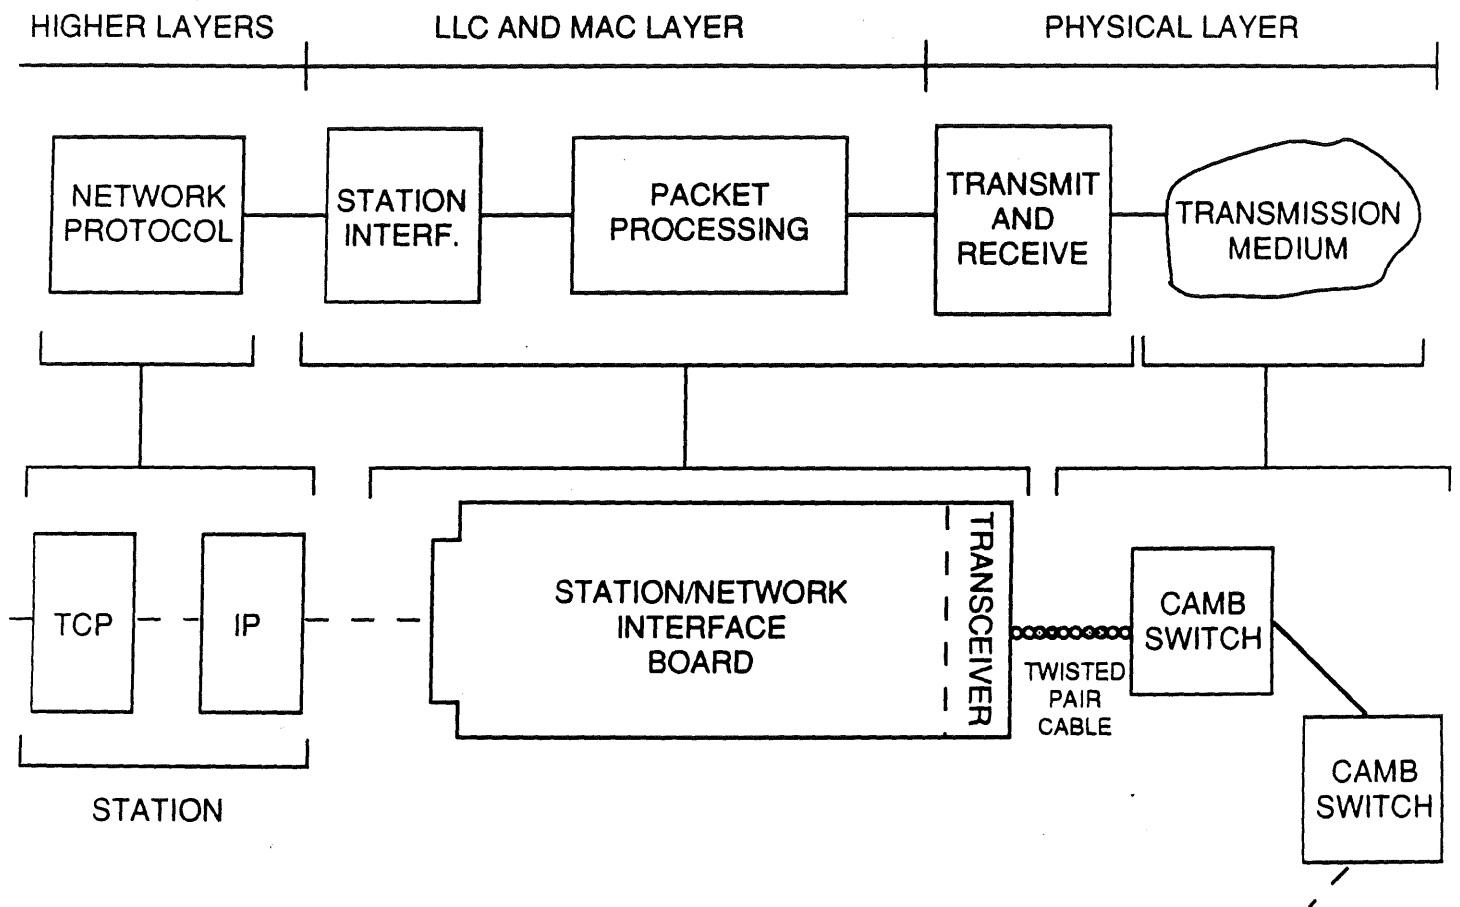 HIGHER LAYERS
LLC AND MAC LAYER
PHYSICAL LAYER
NETWORK
PROTOCOL
STATION
INTERF.
PACKET
PROCESSING
TRANSMIT
AND
RECEIVE
TRANSMISSION
MEDIUM
TCP
IP
STATION/NETWORK
INTERFACE
BOARD
TRANSCEIVER
TWISTED
PAIR
CABLE
CAMB
SWITCH
CAMB
SWITCH
STATION